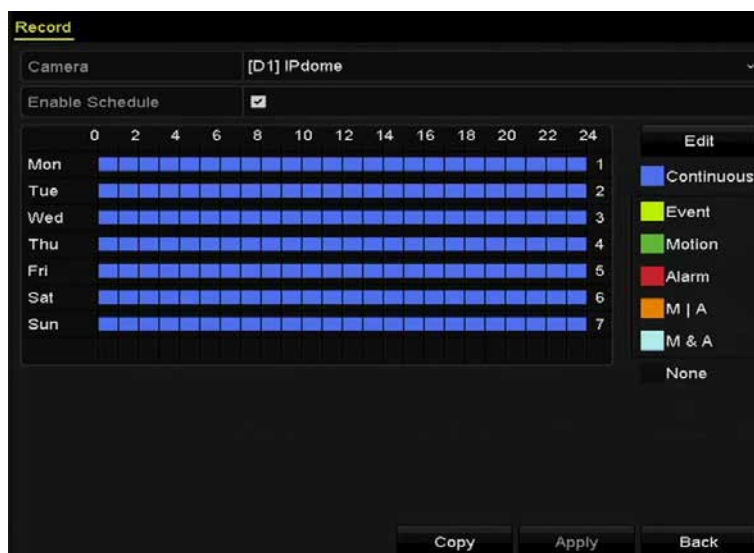 Record
Camera [D1] IPdome
Enable Schedule
0 2 4 6 8 10 12 14 16 18 20 22 24
Edit
Mon 1
Continuous
Tue 2
Event
Wed 3
Thu 4
Motion
Fri 5
Alarm
Sat 6
M | A
Sun 7
M & A
None
Copy Apply Back